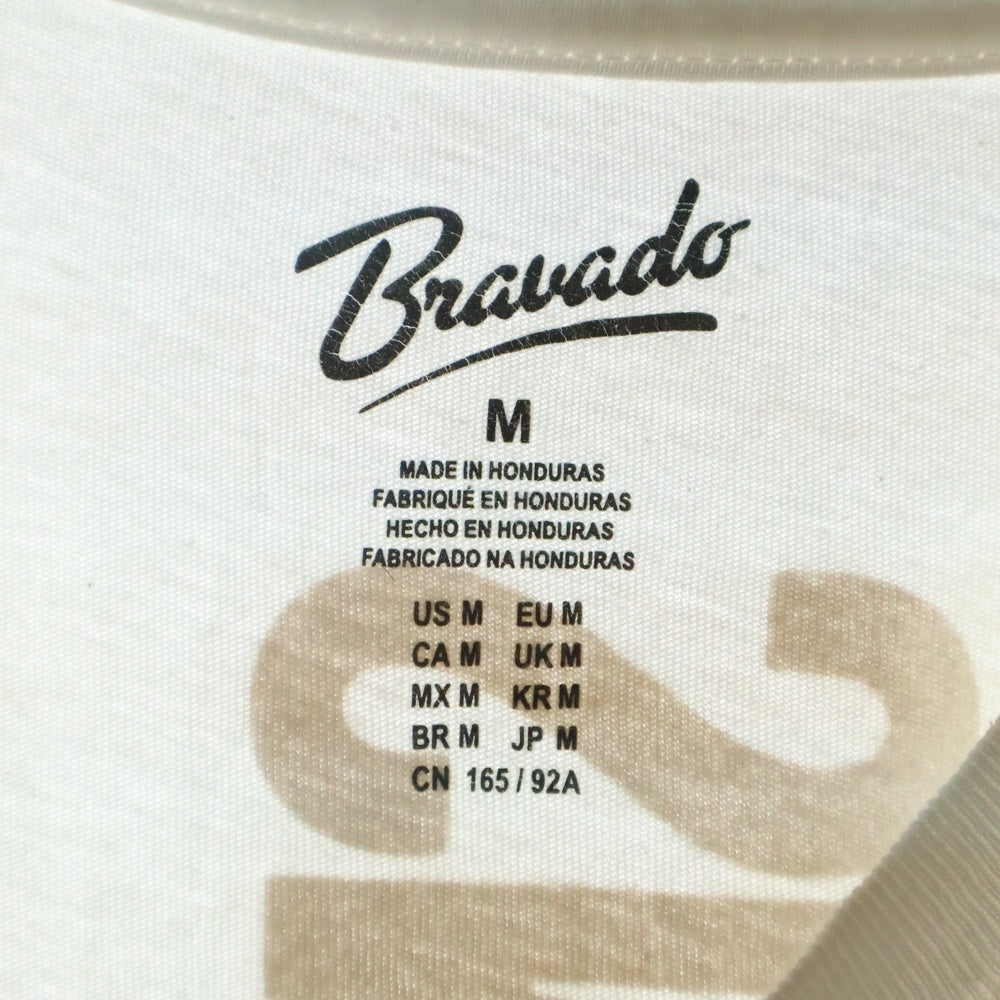 Bravado
M
MADE IN HONDURAS
FABRIQUÉ EN HONDURAS
HECHO EN HONDURAS
FABRICADO NA HONDURAS
US M EU M
CA M UK M
MX M KR M
BR M JP M
CN 165 / 92A